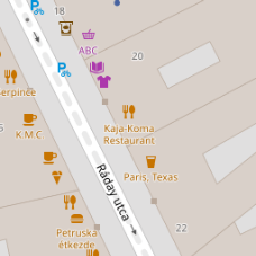 18
P
ABC
20
P
erpince
K.M.C
Kaja-Koma
Restaurant
Ráday utca
Paris, Texas
22
Petruska
étkezde